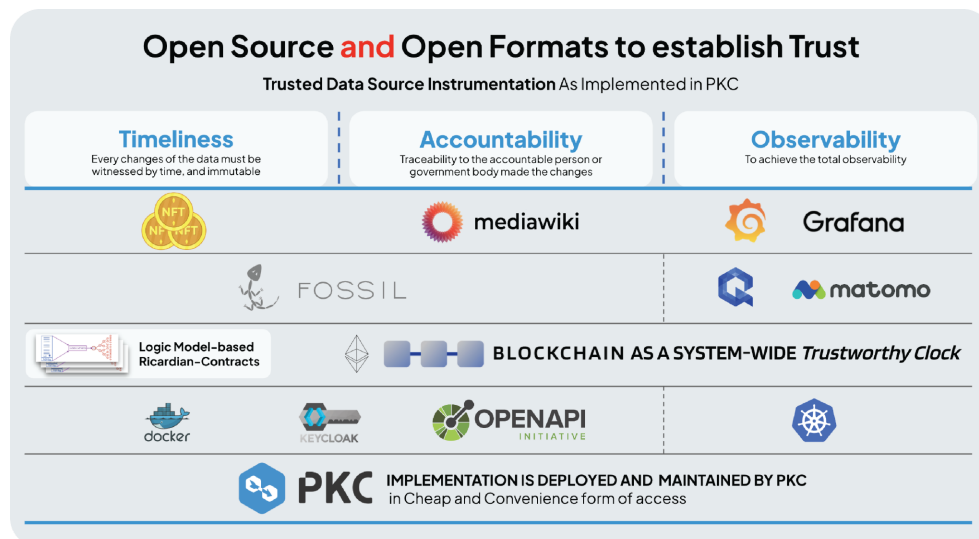 Open Source and Open Formats to establish Trust
Trusted Data Source Instrumentation As Implemented in PKC
Timeliness
Every changes of the data must be
witnessed by time, and immutable
Accountability
Traceability to the accountable person or
government body made the changes
Observability
To achieve the total observability
NFT
NFT
NFT
mediawiki
Grafana
FOSSIL
matomo
Logic Model-based
Ricardian-Contracts
BLOCKCHAIN AS A SYSTEM-WIDE Trustworthy Clock
docker
KEYCLOAK
OPENAPI
INITIATIVE
PKC
IMPLEMENTATION IS DEPLOYED AND MAINTAINED BY PKC
in Cheap and Convenience form of access